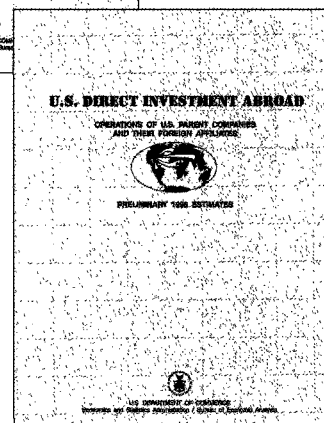 U.S. DIRECT INVESTMENT ABROAD
OPERATIONS OF U.S. PARENT COMPANIES
AND THEIR FOREIGN AFFILIATES
PRELIMINARY ESTIMATES
U.S. DEPARTMENT OF COMMERCE
Economics and Statistics Administration / Bureau of Economic Analysis